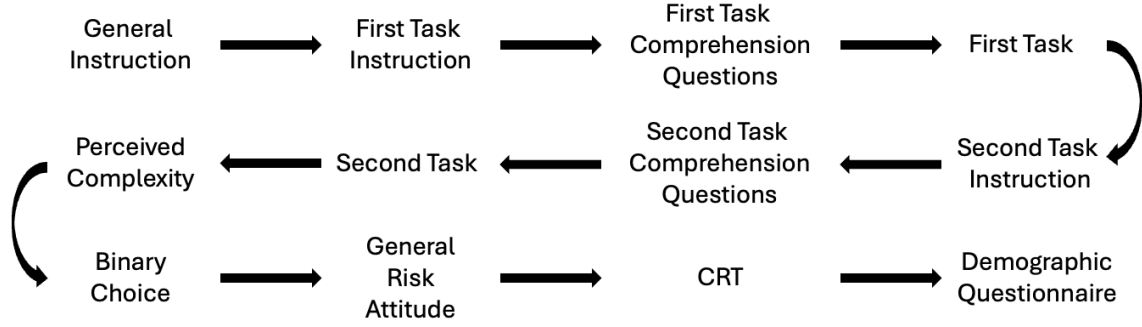 General
Instruction
First Task
Instruction
First Task
Comprehension
Questions
First Task
Second Task
Instruction
Second Task
Comprehension
Questions
Second Task
Perceived
Complexity
Binary
Choice
General
Risk
Attitude
CRT
Demographic
Questionnaire